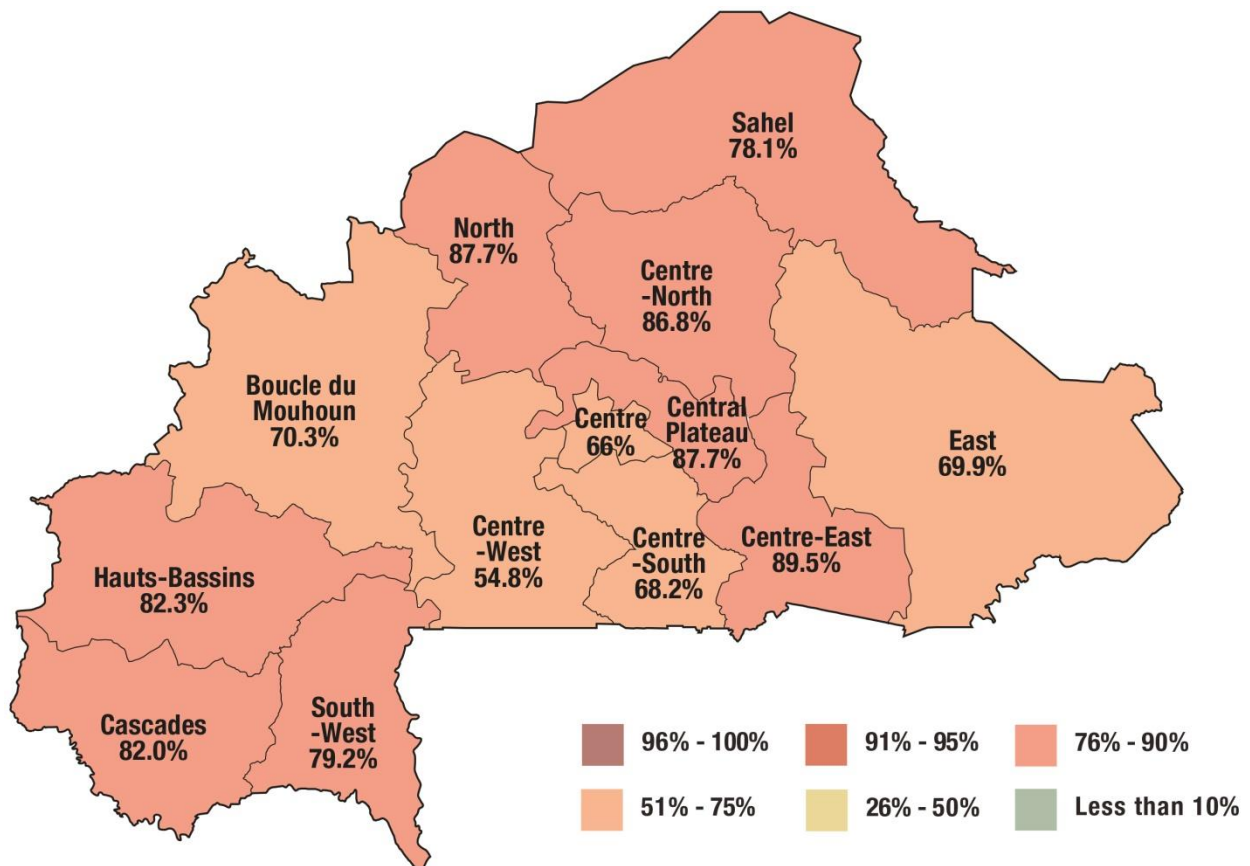 Sahel
78.1%
North
87.7%
Centre
-North
86.8%
Boucle du
Mouhoun
70.3%
Centre
66%
Central
Plateau
87.7%
East
69.9%
Hauts-Bassins
82.3%
Centre
-West
54.8%
Centre
-South
68.2%
Centre-East
89.5%
Cascades
82.0%
South
-West
79.2%
96% - 100%
91% - 95%
76% - 90%
51% - 75%
26% - 50%
Less than 10%